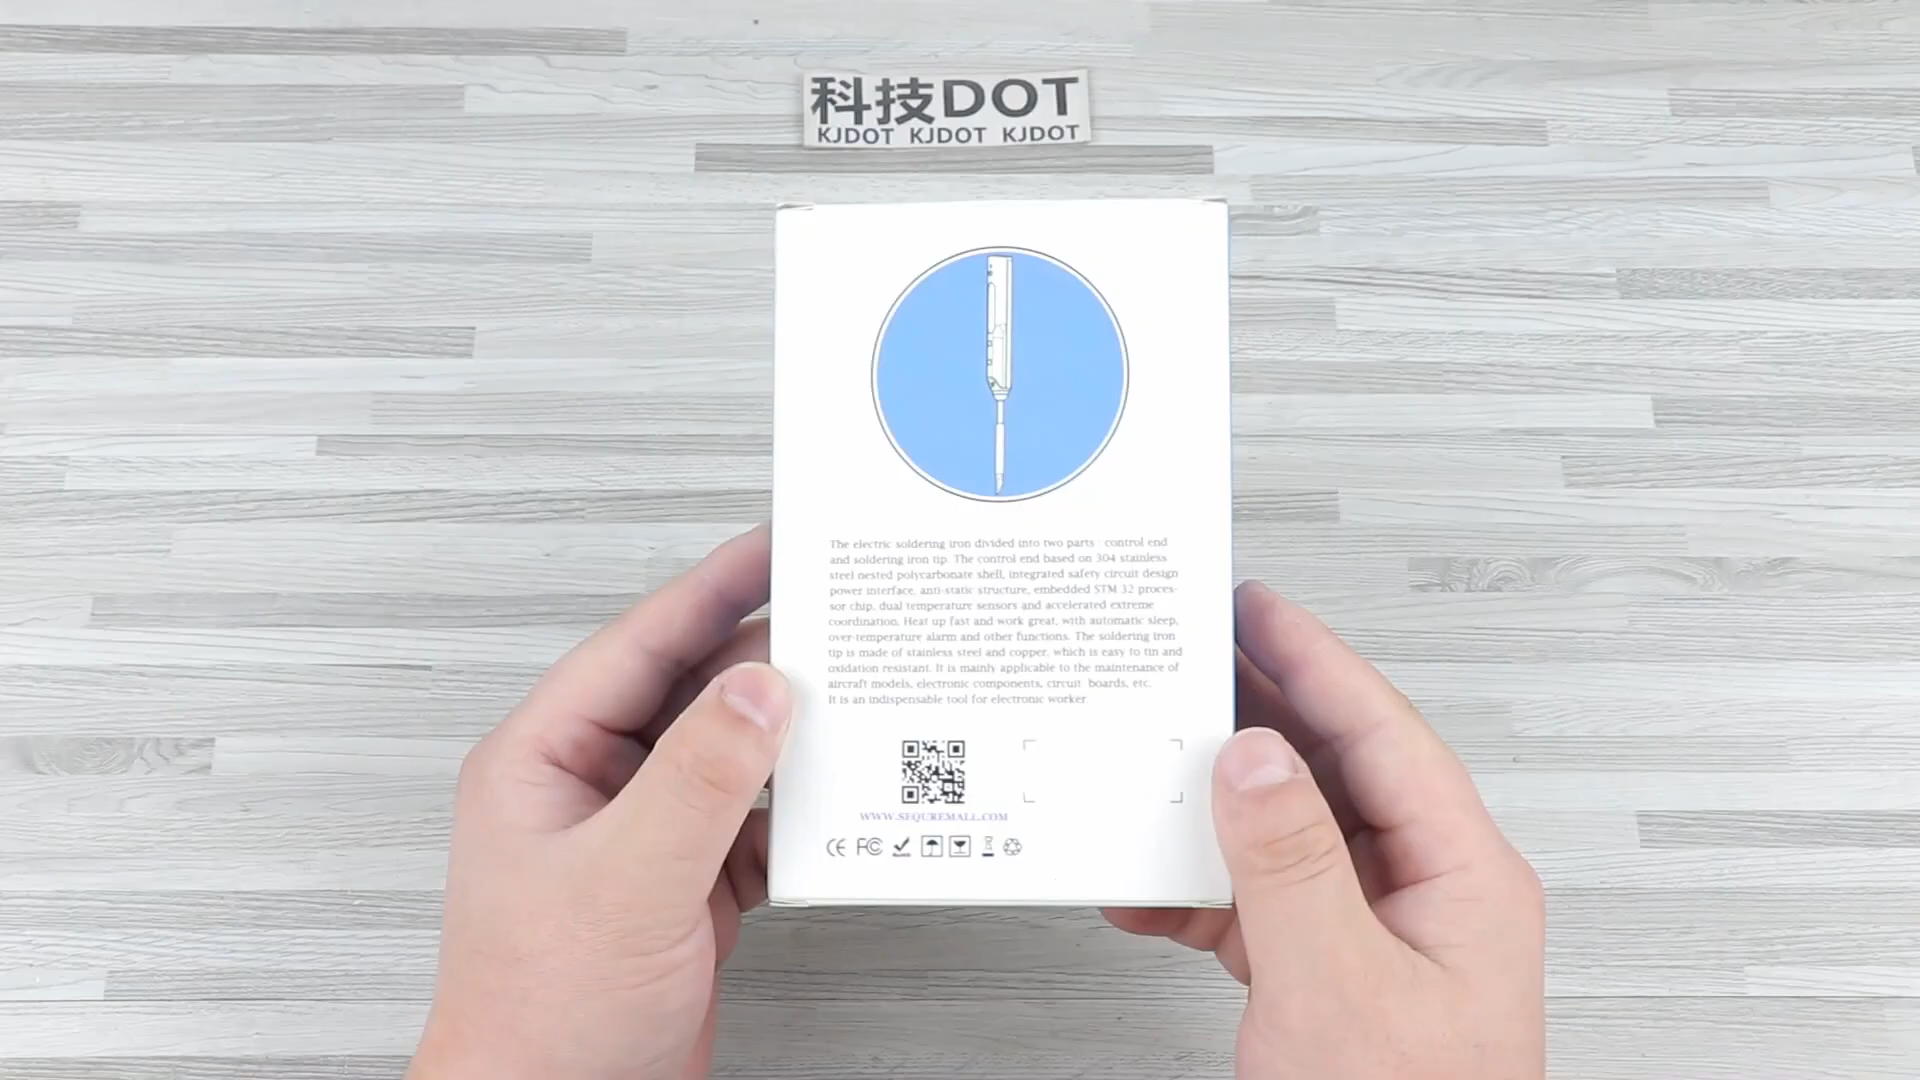 科技DOT
KJDOT KJDOT KJDOT
The electric soldering iron divided into two parts : control end
and soldering iron tip. The control end based on 304 stainless
steel nested polycarbonate shell, integrated safety circuit design
power interface, anti-static structure, embedded STM 32 proces-
sor chip, dual temperature sensors and accelerated extreme
coordination. Heat up fast and work great, with automatic sleep,
over-temperature alarm and other functions. The soldering iron
tip is made of stainless steel and copper, which is easy to tin and
oxidation resistant. It is mainly applicable to the maintenance of
aircraft models, electronic components, circuit boards, etc.
It is an indispensable tool for electronic worker.
WWW.SEQUREMALL.COM
CE FC